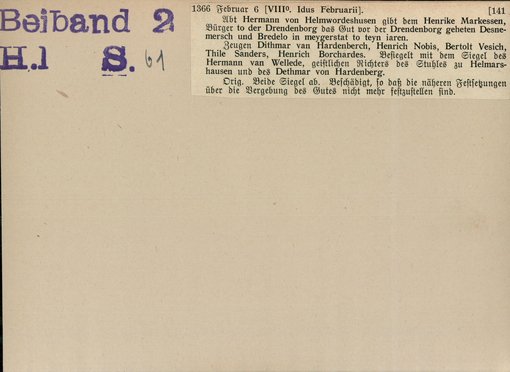 Beiband 2
H.1 S. 61
1366 Februar 6 [VIIIº. Idus Februarii]. [141
Abt Hermann von Helmwordeshusen gibt dem Henrike Markessen,
Bürger to der Drendenborg das Gut vor der Drendenborg geheten Desne-
mersch und Bredelo in meygerstat to teyn iaren.
Zeugen Dithmar van Hardenberch, Henrich Nobis, Bertolt Vesich,
Thile Sanders, Henrich Borchardes. Besiegelt mit dem Siegel des
Hermann van Wellede, geistlichen Richters des Stuhles zu Helmars-
hausen und des Dethmar von Hardenberg.
Orig. Beide Siegel ab. Beschädigt, so daß die näheren Festsetzungen
über die Vergebung des Gutes nicht mehr festzustellen sind.